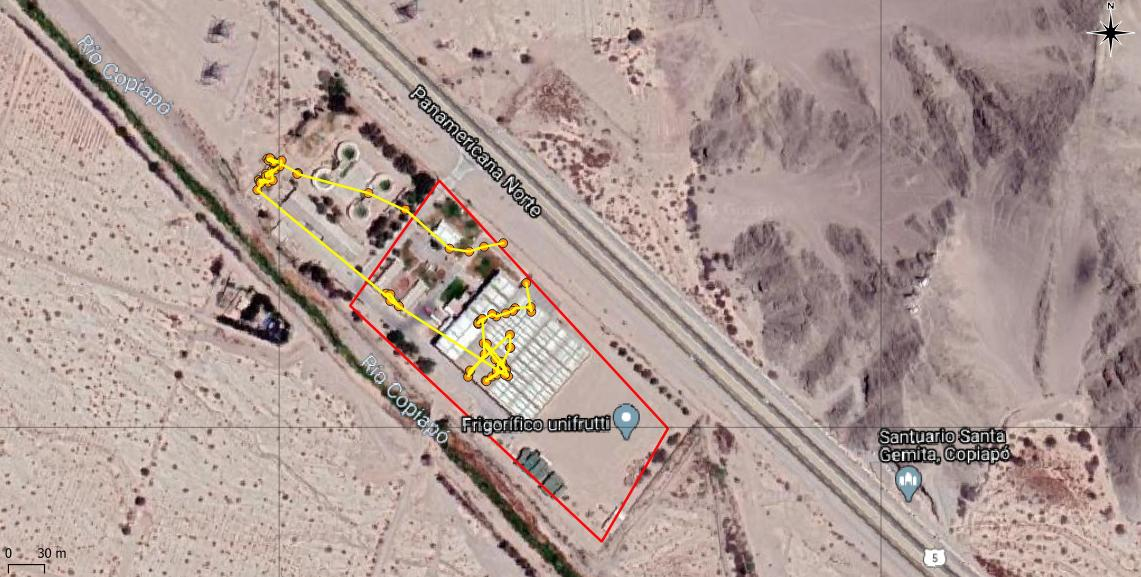 N
Río Copiapó
Panamericana Norte
Río Copiapó
Frigorífico unifrutti
Santuario Santa
Gemita, Copiapó
5
0 30 m